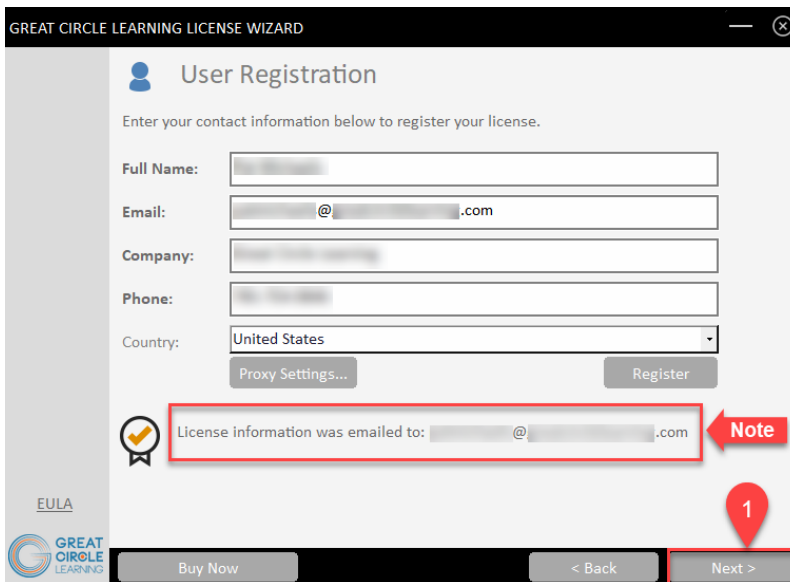 GREAT CIRCLE LEARNING LICENSE WIZARD
User Registration
Enter your contact information below to register your license.
Full Name:
Email: @ .com
Company:
Phone:
Country: United States
Proxy Settings... Register
License information was emailed to: @ .com
Note
EULA
1
GREAT
CIRCLE
LEARNING
Buy Now < Back Next >